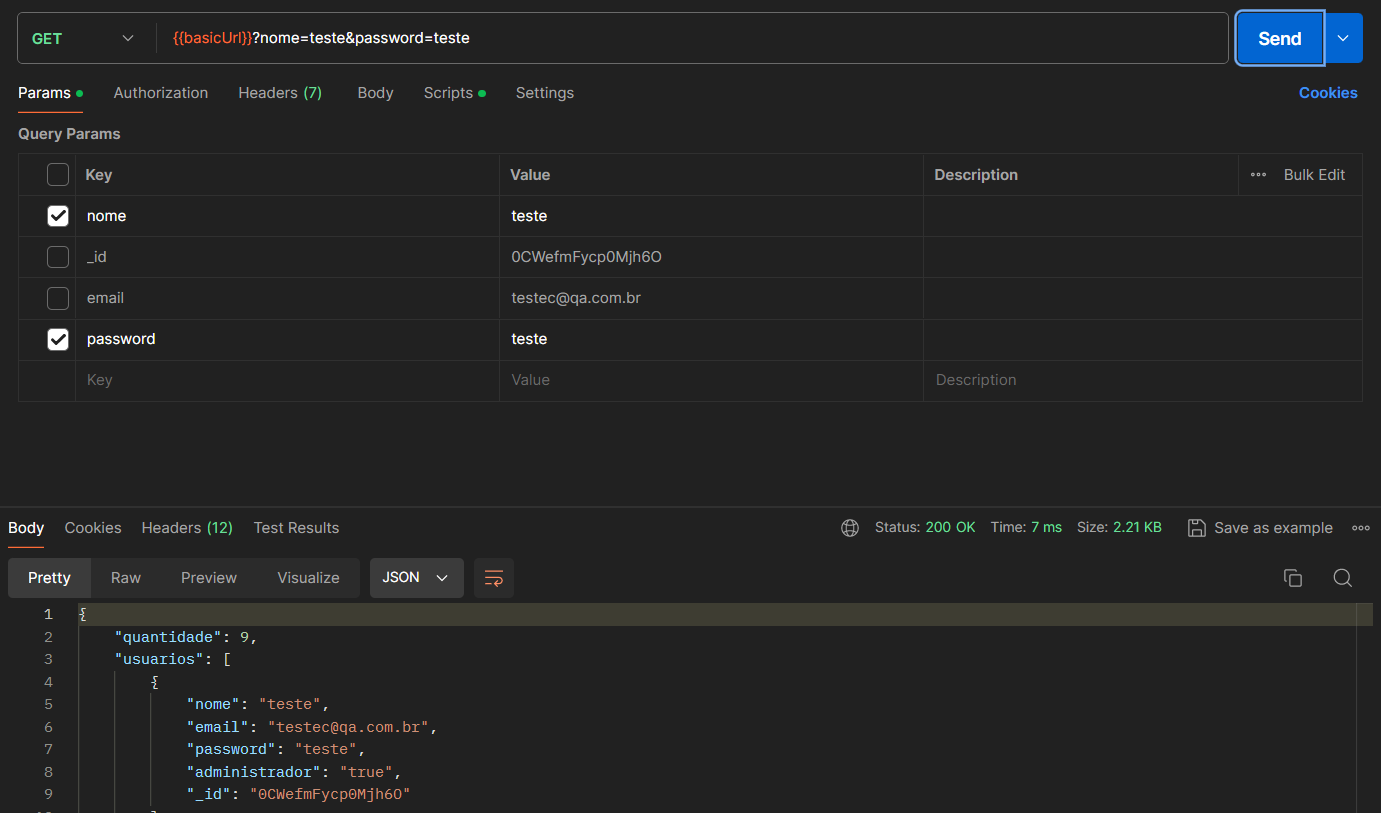 GET {{basicUrl}}?nome=teste&password=teste Send
Params Authorization Headers (7) Body Scripts Settings Cookies
Query Params
Key Value Description Bulk Edit
nome teste
_id 0CWefmFycp0Mjh6O
email testec@qa.com.br
password teste
Key Value Description
Body Cookies Headers (12) Test Results Status: 200 OK Time: 7 ms Size: 2.21 KB Save as example
Pretty Raw Preview Visualize JSON
1 {
2 "quantidade": 9,
3 "usuarios": [
4 {
5 "nome": "teste",
6 "email": "testec@qa.com.br",
7 "password": "teste",
8 "administrador": "true",
9 "_id": "0CWefmFycp0Mjh6O"